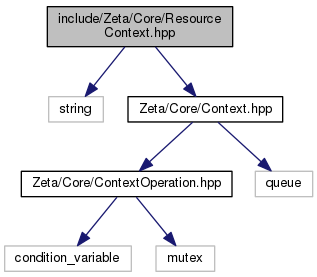 include/Zeta/Core/Resource
Context.hpp
string
Zeta/Core/Context.hpp
Zeta/Core/ContextOperation.hpp
queue
condition_variable
mutex